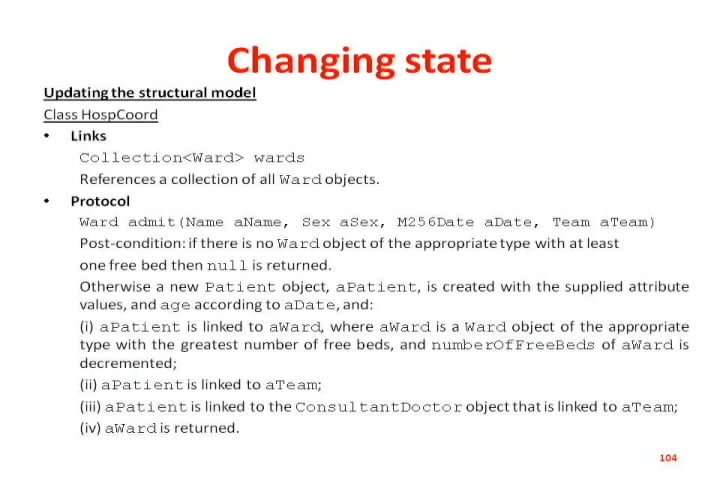 Changing state
Updating the structural model
Class HospCoord
• Links
Collection<Ward> wards
References a collection of all Ward objects.
• Protocol
Ward admit(Name aName, Sex aSex, M256Date aDate, Team aTeam)
Post-condition: if there is no Ward object of the appropriate type with at least
one free bed then null is returned.
Otherwise a new Patient object, aPatient, is created with the supplied attribute
values, and age according to aDate, and:
(i) aPatient is linked to aWard, where aWard is a Ward object of the appropriate
type with the greatest number of free beds, and numberOfFreeBeds of aWard is
decremented;
(ii) aPatient is linked to aTeam;
(iii) aPatient is linked to the ConsultantDoctor object that is linked to aTeam;
(iv) aWard is returned.
104